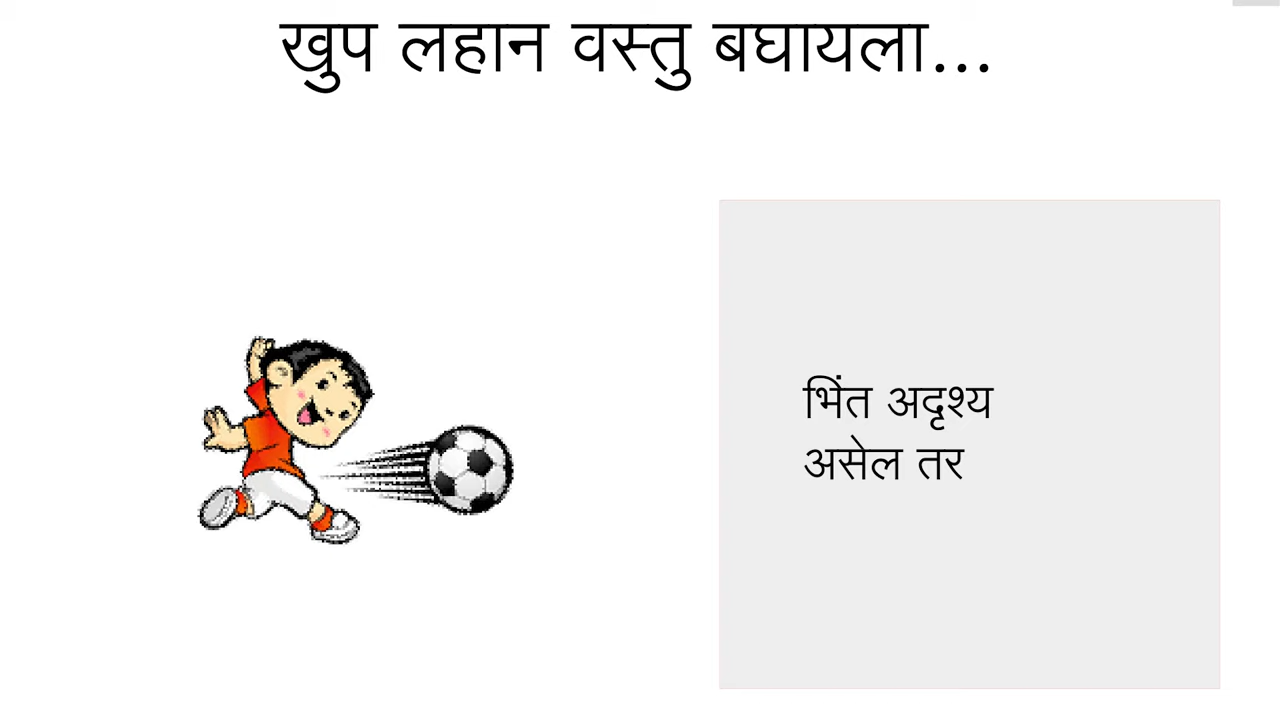 खुप लहान वस्तु बघायला...
भिंत अदृश्य
असेल तर